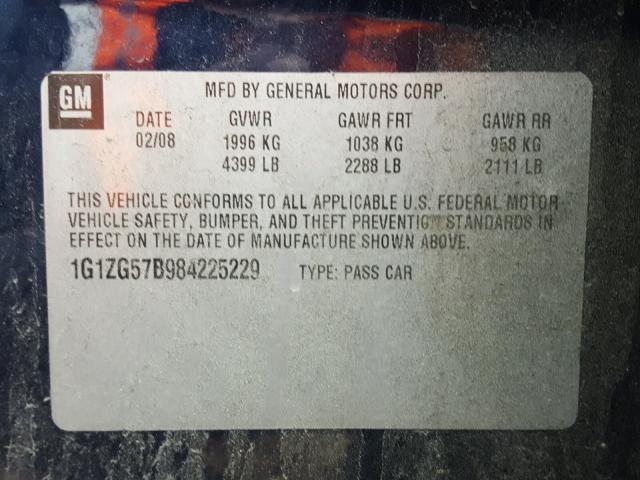 GM
MFD BY GENERAL MOTORS CORP.
DATE GVWR GAWR FRT GAWR RR
02/08 1996 KG 1038 KG 958 KG
4399 LB 2288 LB 2111 LB
THIS VEHICLE CONFORMS TO ALL APPLICABLE U.S. FEDERAL MOTOR
VEHICLE SAFETY, BUMPER, AND THEFT PREVENTION STANDARDS IN
EFFECT ON THE DATE OF MANUFACTURE SHOWN ABOVE.
1G1ZG57B984225229 TYPE: PASS CAR